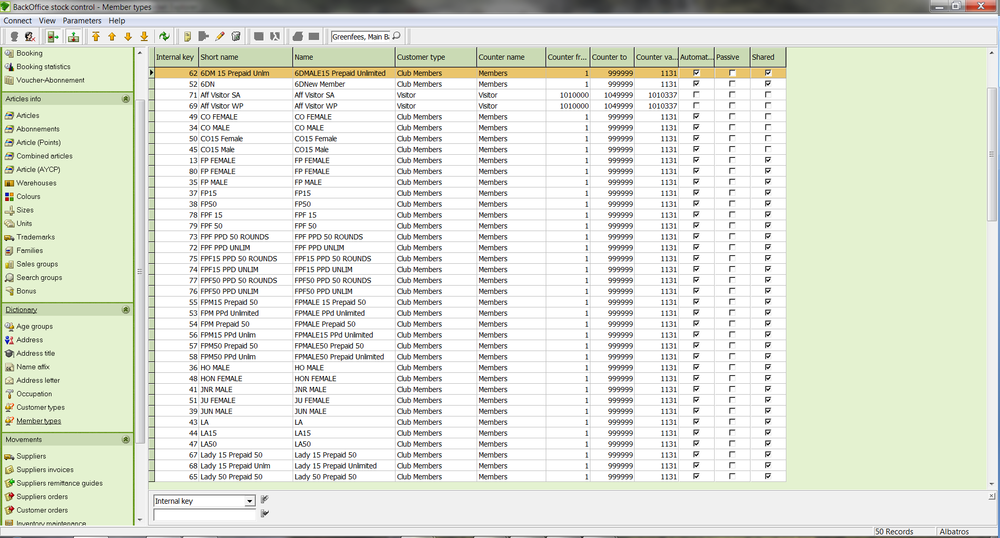 BackOffice stock control - Member types
Connect View Parameters Help
Greenfees, Main Ba
Booking
Booking statistics
Voucher-Abonnement
Articles info
Articles
Abonnements
Article (Points)
Combined articles
Article (AYCP)
Warehouses
Colours
Sizes
Units
Trademarks
Families
Sales groups
Search groups
Bonus
Dictionary
Age groups
Address
Address title
Name affix
Address letter
Occupation
Customer types
Member types
Movements
Suppliers
Suppliers invoices
Suppliers remittance guides
Suppliers orders
Customer orders
Inventory maintenance
Internal key Short name Name Customer type Counter name Counter fr... Counter to Counter va... Automat... Passive Shared
62 6DM 15 Prepaid Unlm 6DMALE15 Prepaid Unlimited Club Members Members 1 999999 1131
52 6DN 6DNew Member Club Members Members 1 999999 1131
71 Aff Visitor SA Aff Visitor SA Visitor Visitor 1010000 1049999 1010337
69 Aff Visitor WP Aff Visitor WP Visitor Visitor 1010000 1049999 1010337
49 CO FEMALE CO FEMALE Club Members Members 1 999999 1131
34 CO MALE CO MALE Club Members Members 1 999999 1131
50 CO15 Female CO15 Female Club Members Members 1 999999 1131
45 CO15 Male CO15 Male Club Members Members 1 999999 1131
13 FP FEMALE FP FEMALE Club Members Members 1 999999 1131
80 FP FEMALE FP FEMALE Club Members Members 1 999999 1131
35 FP MALE FP MALE Club Members Members 1 999999 1131
37 FP15 FP15 Club Members Members 1 999999 1131
38 FP50 FP50 Club Members Members 1 999999 1131
78 FPF 15 FPF 15 Club Members Members 1 999999 1131
79 FPF 50 FPF 50 Club Members Members 1 999999 1131
73 FPF PPD 50 ROUNDS FPF PPD 50 ROUNDS Club Members Members 1 999999 1131
72 FPF PPD UNLIM FPF PPD UNLIM Club Members Members 1 999999 1131
75 FPF15 PPD 50 ROUNDS FPF15 PPD 50 ROUNDS Club Members Members 1 999999 1131
74 FPF15 PPD UNLIM FPF15 PPD UNLIM Club Members Members 1 999999 1131
77 FPF50 PPD 50 ROUNDS FPF50 PPD 50 ROUNDS Club Members Members 1 999999 1131
76 FPF50 PPD UNLIM FPF50 PPD UNLIM Club Members Members 1 999999 1131
55 FPM15 Prepaid 50 FPMALE 15 Prepaid 50 Club Members Members 1 999999 1131
53 FPM PPd Unlimited FPMALE PPd Unlimited Club Members Members 1 999999 1131
54 FPM Prepaid 50 FPMALE Prepaid 50 Club Members Members 1 999999 1131
56 FPM15 PPd Unlim FPMALE15 PPd Unlimited Club Members Members 1 999999 1131
57 FPM50 Prepaid 50 FPMALE50 Prepaid 50 Club Members Members 1 999999 1131
58 FPM50 PPd Unlim FPMALE50 Prepaid Unlimited Club Members Members 1 999999 1131
36 HO MALE HO MALE Club Members Members 1 999999 1131
48 HON FEMALE HON FEMALE Club Members Members 1 999999 1131
41 JNR MALE JNR MALE Club Members Members 1 999999 1131
51 JU FEMALE JU FEMALE Club Members Members 1 999999 1131
39 JUN MALE JUN MALE Club Members Members 1 999999 1131
43 LA LA Club Members Members 1 999999 1131
44 LA15 LA15 Club Members Members 1 999999 1131
47 LA50 LA50 Club Members Members 1 999999 1131
67 Lady 15 Prepaid 50 Lady 15 Prepaid 50 Club Members Members 1 999999 1131
68 Lady 15 Prepaid Unlm Lady 15 Prepaid Unlimited Club Members Members 1 999999 1131
65 Lady 50 Prepaid 50 Lady 50 Prepaid 50 Club Members Members 1 999999 1131
Internal key
50 Records Albatros